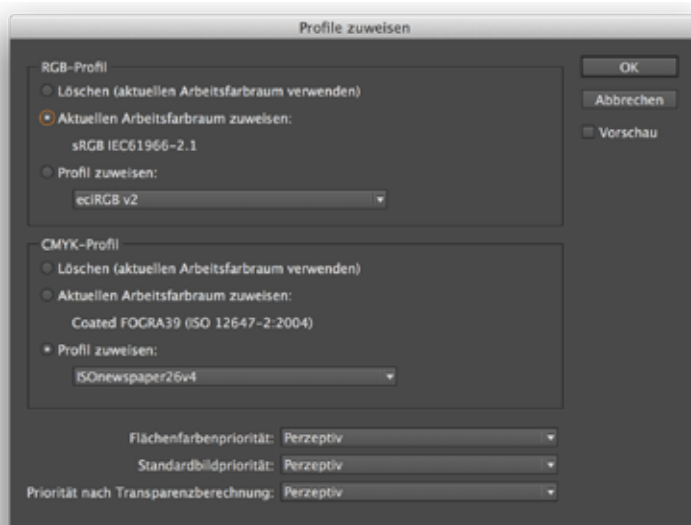 Profile zuweisen
RGB-Profil
Löschen (aktuellen Arbeitsfarbraum verwenden)
Aktuellen Arbeitsfarbraum zuweisen:
sRGB IEC61966-2.1
Profil zuweisen:
eciRGB v2
OK
Abbrechen
Vorschau
CMYK-Profil
Löschen (aktuellen Arbeitsfarbraum verwenden)
Aktuellen Arbeitsfarbraum zuweisen:
Coated FOGRA39 (ISO 12647-2:2004)
Profil zuweisen:
ISOnewspaper26v4
Flächenfarbenpriorität: Perzeptiv
Standardbildpriorität: Perzeptiv
Priorität nach Transparenzberechnung: Perzeptiv